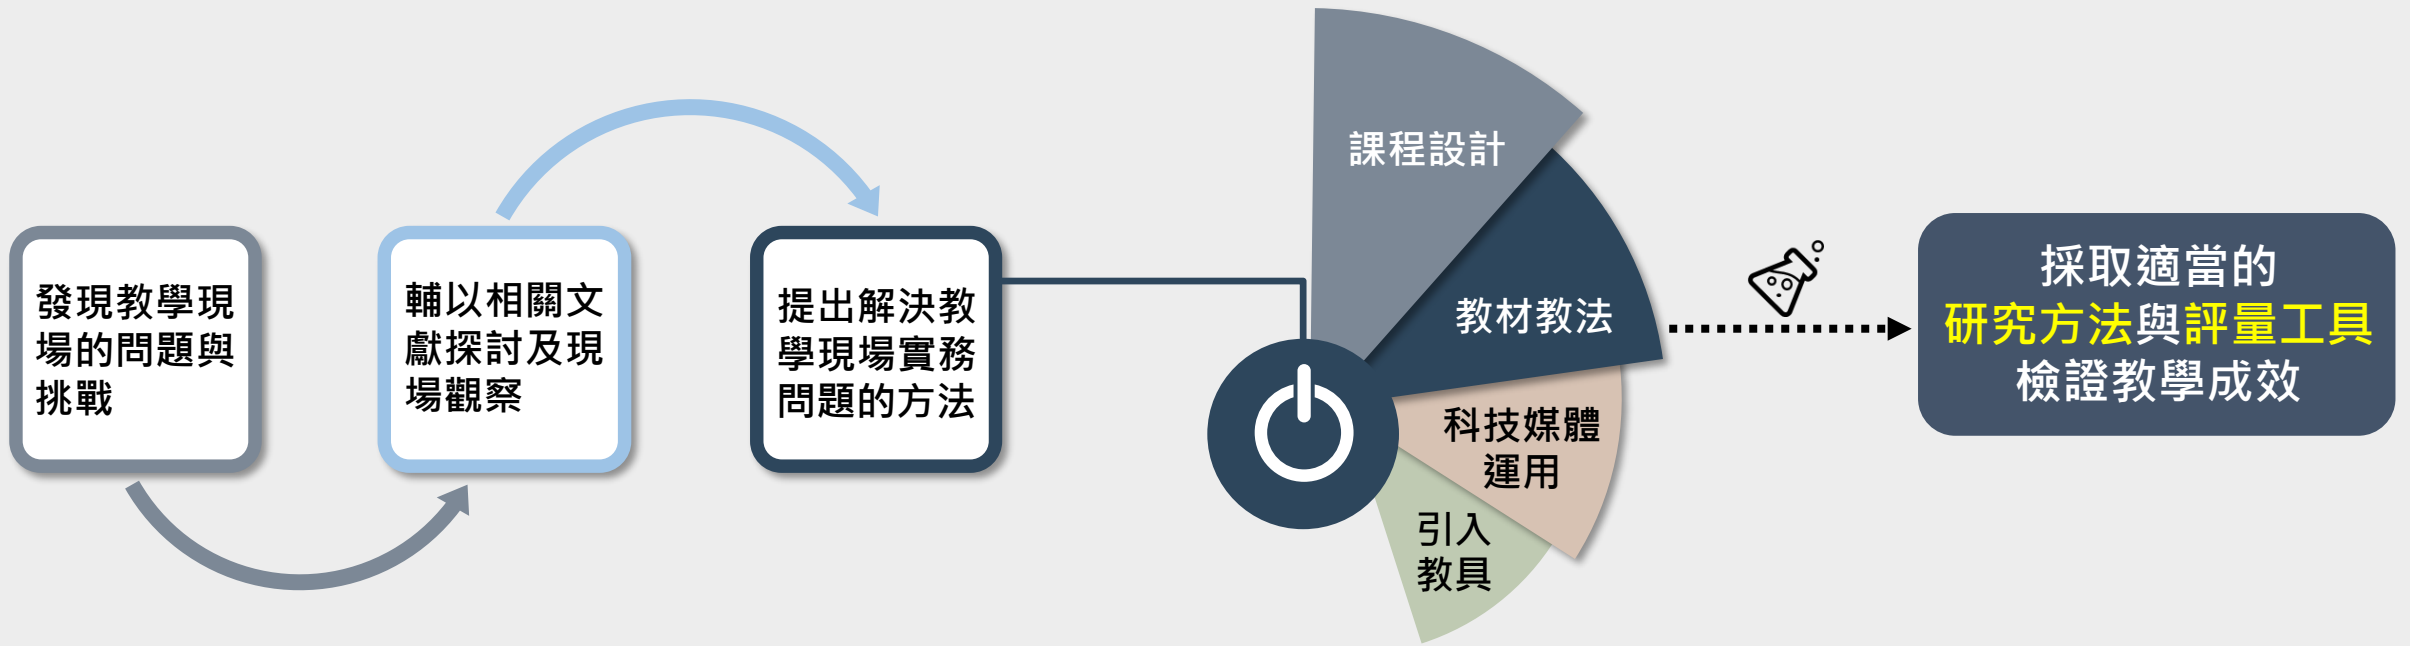 發現教學現
場的問題與
挑戰
輔以相關文
獻探討及現
場觀察
提出解決教
學現場實務
問題的方法
課程設計
教材教法
科技媒體
運用
引入
教具
採取適當的
研究方法與評量工具
檢證教學成效